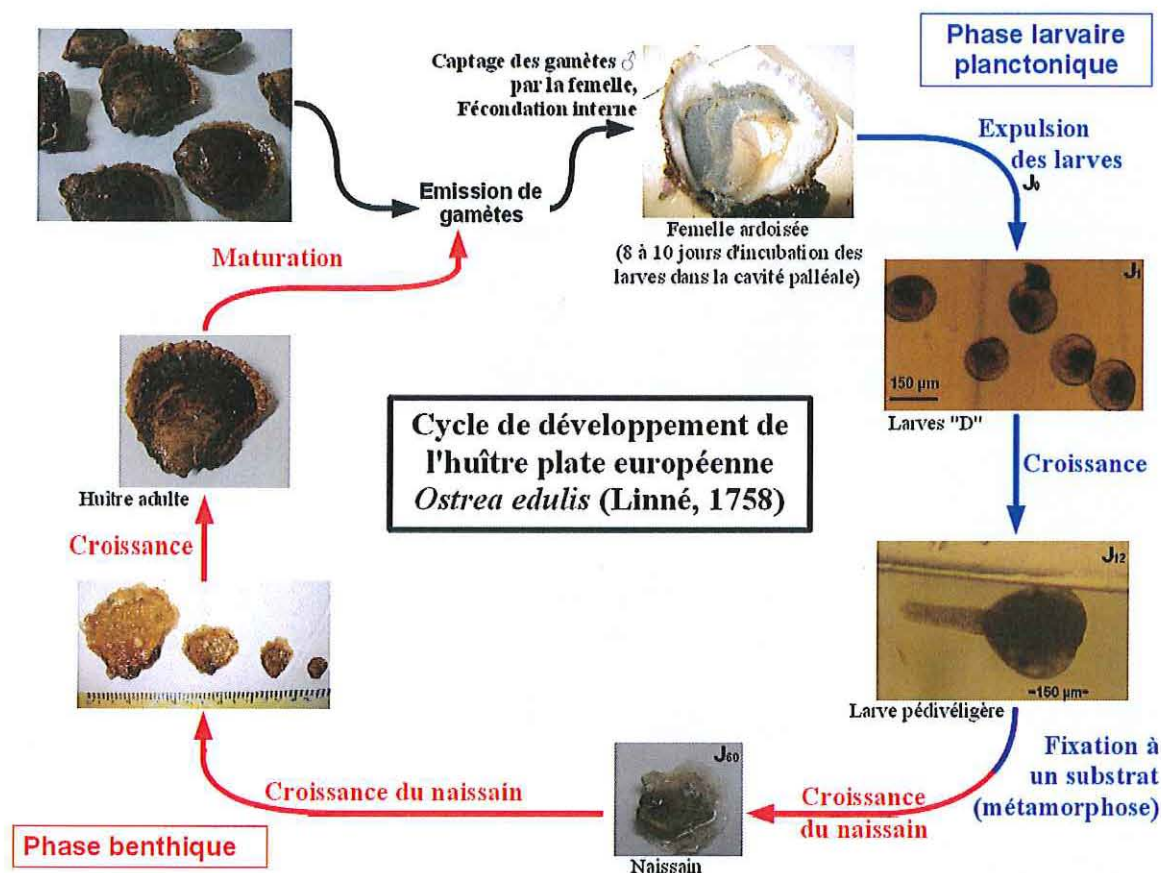 Captage des gamètes ♂
par la femelle,
Fécondation interne
Phase larvaire
planctonique
Expulsion
des larves
J0
Emission de
gamètes
Femelle ardoisée
(8 à 10 jours d'incubation des
larves dans la cavité palléale)
Maturation
J1
150 µm
Larves "D"
Cycle de développement de
l'huître plate européenne
Ostrea edulis (Linné, 1758)
Croissance
Huitre adulte
Croissance
J12
~150 µm~
Larve pédivéligère
Fixation à
un substrat
(métamorphose)
J60
Croissance
du naissain
Croissance du naissain
Naissain
Phase benthique